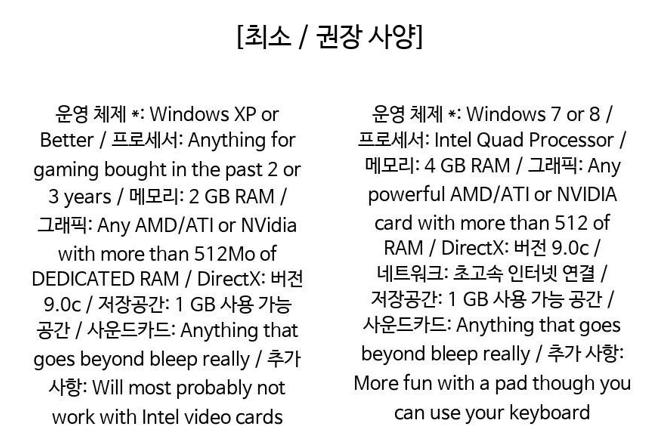 [최소 / 권장 사양]
운영 체제 *: Windows XP or
Better / 프로세서: Anything for
gaming bought in the past 2 or
3 years / 메모리: 2 GB RAM /
그래픽: Any AMD/ATI or NVidia
with more than 512Mo of
DEDICATED RAM / DirectX: 버전
9.0c / 저장공간: 1 GB 사용 가능
공간 / 사운드카드: Anything that
goes beyond bleep really / 추가
사항: Will most probably not
work with Intel video cards
운영 체제 *: Windows 7 or 8 /
프로세서: Intel Quad Processor /
메모리: 4 GB RAM / 그래픽: Any
powerful AMD/ATI or NVIDIA
card with more than 512 of
RAM / DirectX: 버전 9.0c /
네트워크: 초고속 인터넷 연결 /
저장공간: 1 GB 사용 가능 공간 /
사운드카드: Anything that goes
beyond bleep really / 추가 사항:
More fun with a pad though you
can use your keyboard